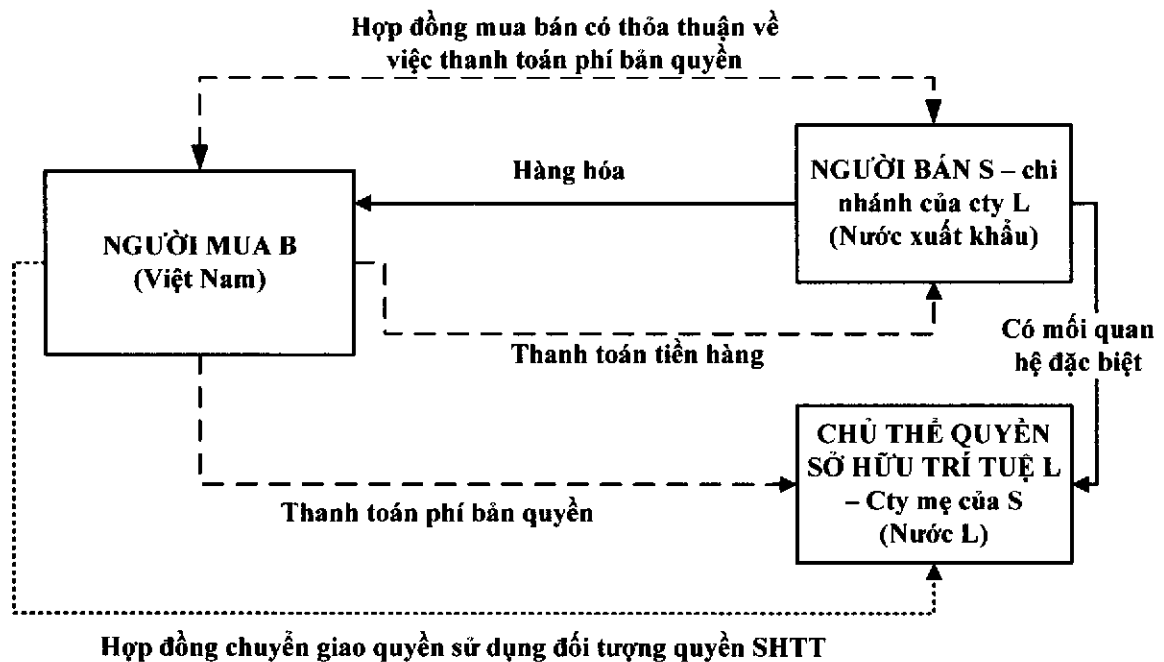 Hợp đồng mua bán có thỏa thuận về
việc thanh toán phí bản quyền
NGƯỜI MUA B
(Việt Nam)
Hàng hóa
NGƯỜI BÁN S – chi
nhánh của cty L
(Nước xuất khẩu)
Thanh toán tiền hàng
Có mối quan
hệ đặc biệt
CHỦ THỂ QUYỀN
SỞ HỮU TRÍ TUỆ L
– Cty mẹ của S
(Nước L)
Thanh toán phí bản quyền
Hợp đồng chuyển giao quyền sử dụng đối tượng quyền SHTT